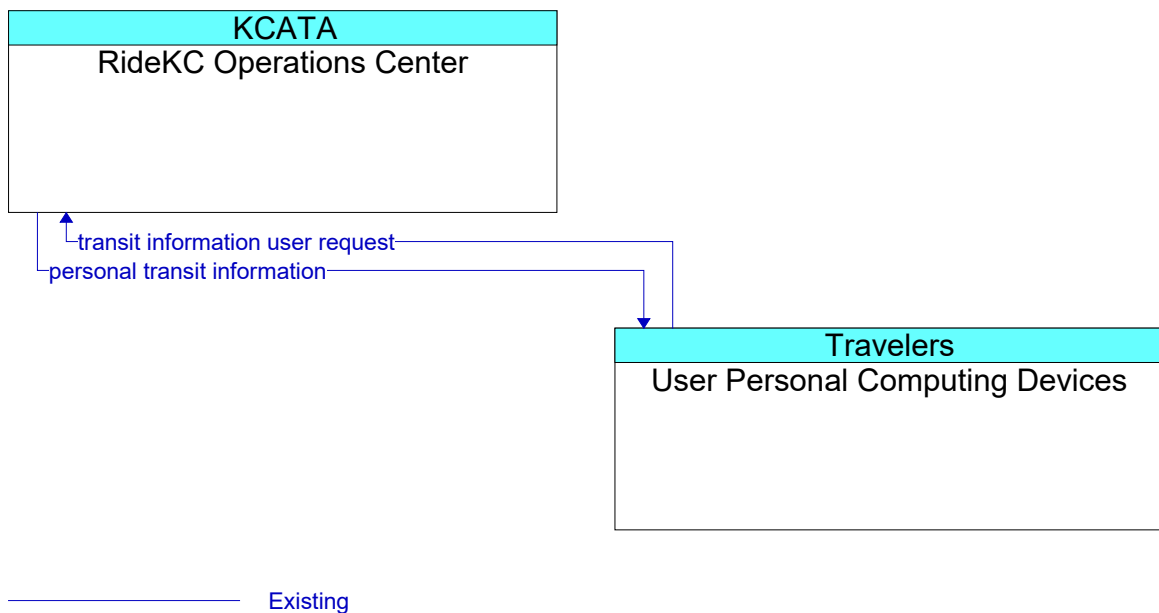 KCATA
RideKC Operations Center
transit information user request
personal transit information
Travelers
User Personal Computing Devices
Existing